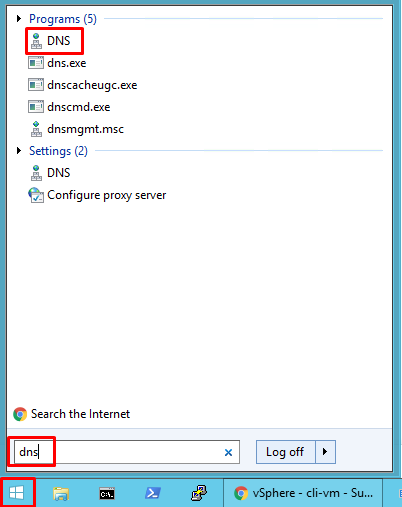 Programs (5)
DNS
dns.exe
dnscacheugc.exe
dnscmd.exe
dnsmgmt.msc
Settings (2)
DNS
Configure proxy server
Search the Internet
dns
Log off
vSphere - cli-vm - Su...